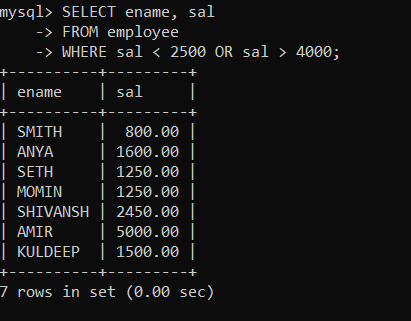 mysql> SELECT ename, sal
    -> FROM employee
    -> WHERE sal < 2500 OR sal > 4000;
+----------+---------+
| ename    | sal     |
+----------+---------+
| SMITH    |  800.00 |
| ANYA     | 1600.00 |
| SETH     | 1250.00 |
| MOMIN    | 1250.00 |
| SHIVANSH | 2450.00 |
| AMIR     | 5000.00 |
| KULDEEP  | 1500.00 |
+----------+---------+
7 rows in set (0.00 sec)